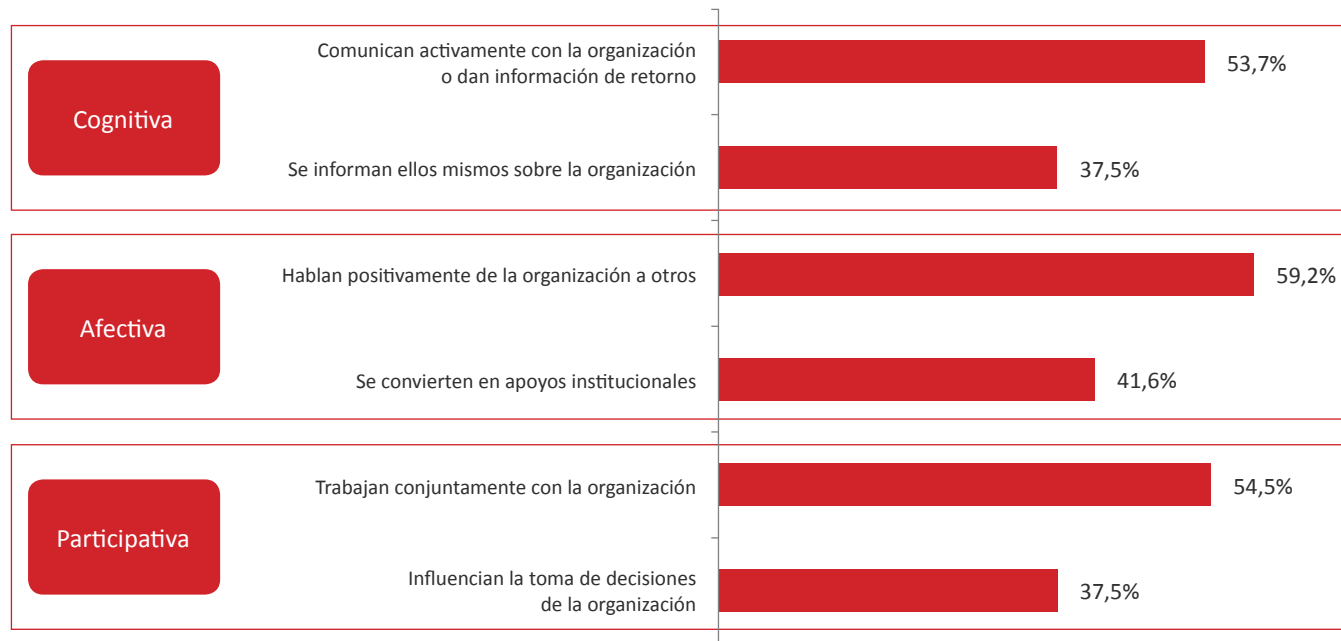 Cognitiva
Comunican activamente con la organización
o dan información de retorno
53,7%
Se informan ellos mismos sobre la organización
37,5%
Afectiva
Hablan positivamente de la organización a otros
59,2%
Se convierten en apoyos institucionales
41,6%
Participativa
Trabajan conjuntamente con la organización
54,5%
Influencian la toma de decisiones
de la organización
37,5%